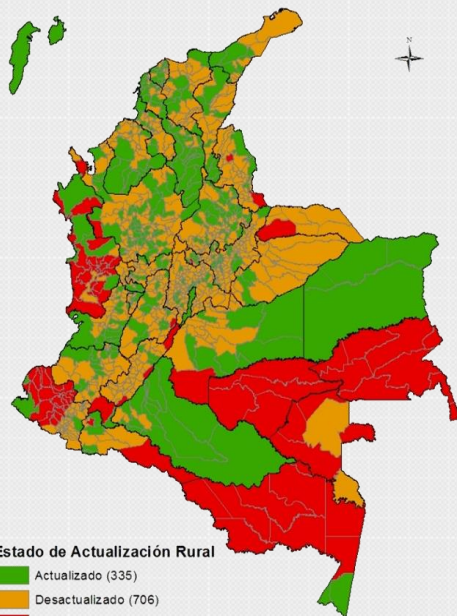 N
Estado de Actualización Rural
Actualizado (335)
Desactualizado (706)